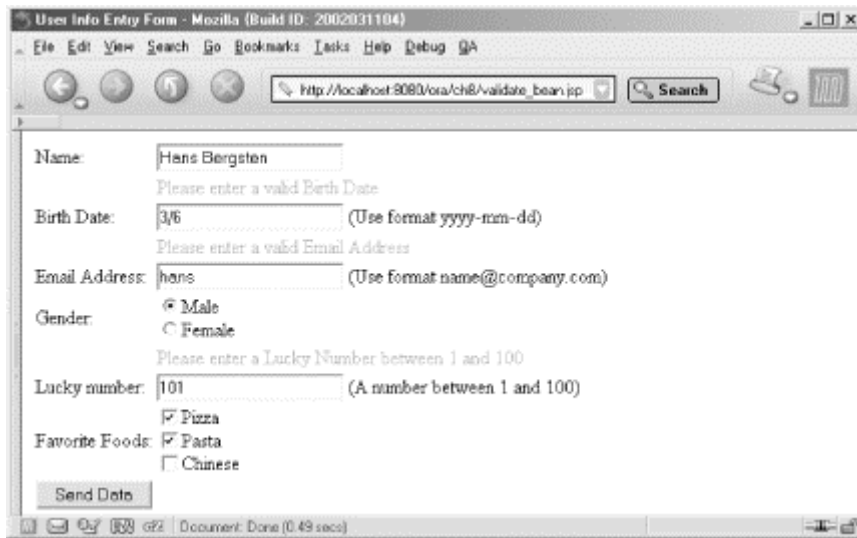 User Info Entry Form - Mozilla {Build ID: 2002031104}
File Edit View Search Go Bookmarks Tasks Help Debug QA
http://localhost:8080/ora/ch8/validate_bean.jsp Search
Name: Hans Bergsten
Please enter a valid Birth Date
Birth Date: 3/6 (Use format yyyy-mm-dd)
Please enter a valid Email Address
Email Address: hans (Use format name@company.com)
Gender: Male
Female
Please enter a Lucky Number between 1 and 100
Lucky number: 101 (A number between 1 and 100)
Pizza
Favorite Foods: Pasta
Chinese
Send Data
Document: Done (0.49 secs)